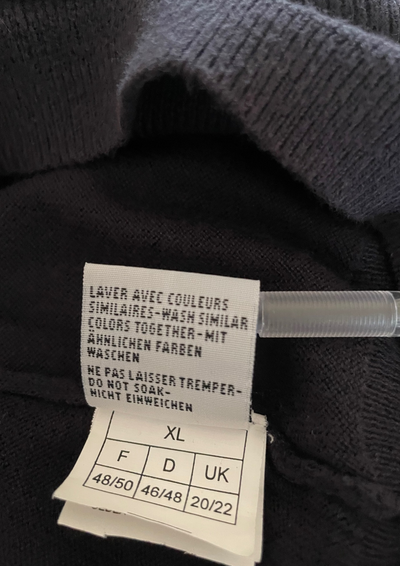 LAVER AVEC COULEURS
SIMILAIRES-WASH SIMILAR
COLORS TOGETHER-MIT
ÄHNLICHEN FARBEN
WASCHEN
NE PAS LAISSER TREMPER-
DO NOT SOAK-
NICHT EINWEICHEN
XL
F D UK
48/50 46/48 20/22